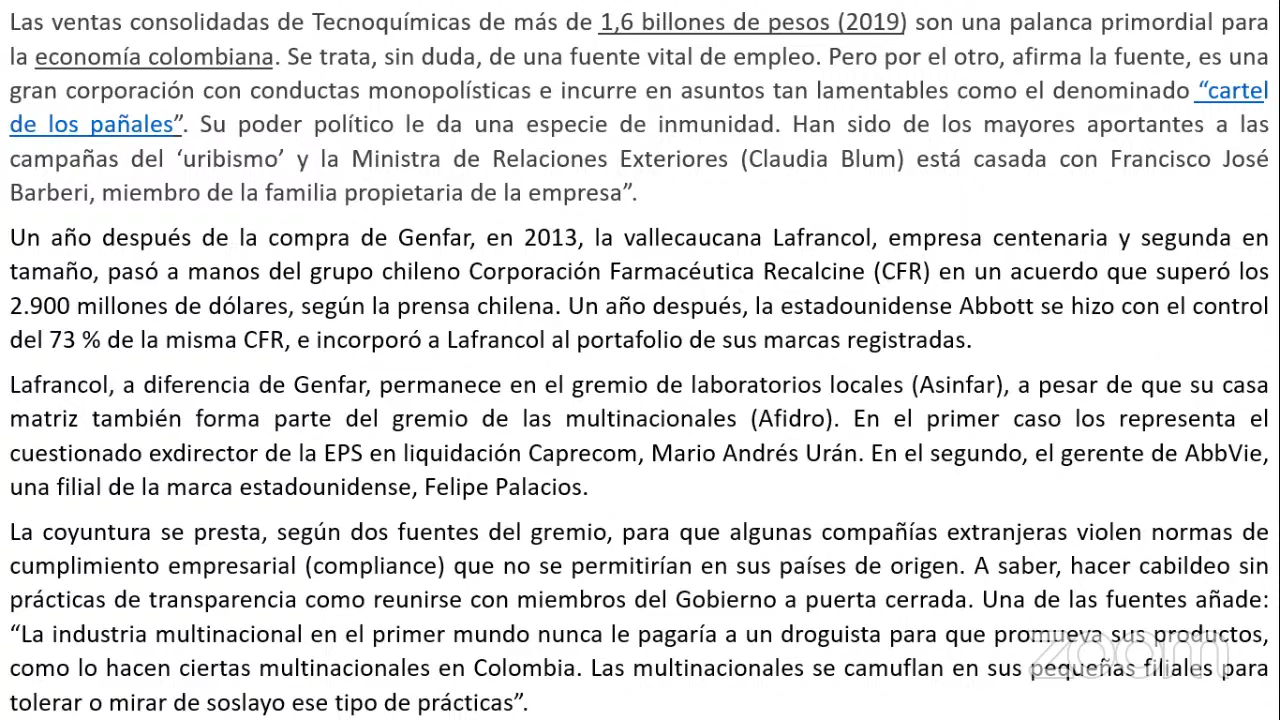 Las ventas consolidadas de Tecnoquímicas de más de 1,6 billones de pesos (2019) son una palanca primordial para
la economía colombiana. Se trata, sin duda, de una fuente vital de empleo. Pero por el otro, afirma la fuente, es una
gran corporación con conductas monopolísticas e incurre en asuntos tan lamentables como el denominado “cartel
de los pañales”. Su poder político le da una especie de inmunidad. Han sido de los mayores aportantes a las
campañas del ‘uribismo’ y la Ministra de Relaciones Exteriores (Claudia Blum) está casada con Francisco José
Barberi, miembro de la familia propietaria de la empresa”.
Un año después de la compra de Genfar, en 2013, la vallecaucana Lafrancol, empresa centenaria y segunda en
tamaño, pasó a manos del grupo chileno Corporación Farmacéutica Recalcine (CFR) en un acuerdo que superó los
2.900 millones de dólares, según la prensa chilena. Un año después, la estadounidense Abbott se hizo con el control
del 73 % de la misma CFR, e incorporó a Lafrancol al portafolio de sus marcas registradas.
Lafrancol, a diferencia de Genfar, permanece en el gremio de laboratorios locales (Asinfar), a pesar de que su casa
matriz también forma parte del gremio de las multinacionales (Afidro). En el primer caso los representa el
cuestionado exdirector de la EPS en liquidación Caprecom, Mario Andrés Urán. En el segundo, el gerente de AbbVie,
una filial de la marca estadounidense, Felipe Palacios.
La coyuntura se presta, según dos fuentes del gremio, para que algunas compañías extranjeras violen normas de
cumplimiento empresarial (compliance) que no se permitirían en sus países de origen. A saber, hacer cabildeo sin
prácticas de transparencia como reunirse con miembros del Gobierno a puerta cerrada. Una de las fuentes añade:
“La industria multinacional en el primer mundo nunca le pagaría a un droguista para que promueva sus productos,
como lo hacen ciertas multinacionales en Colombia. Las multinacionales se camuflan en sus pequeñas filiales para
tolerar o mirar de soslayo ese tipo de prácticas”.
zoom